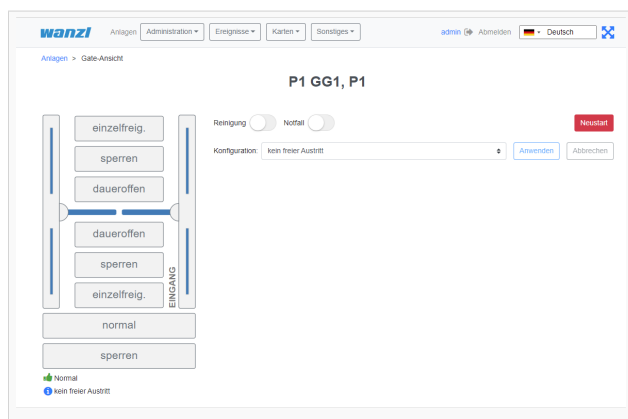 wanzl Anlagen Administration Ereignisse Karten Sonstiges admin Abmelden Deutsch
Anlagen > Gate-Ansicht
P1 GG1, P1
Reinigung Notfall Neustart
Konfiguration: kein freier Austritt Anwenden Abbrechen
einzelfreig.
sperren
daueroffen
daueroffen
sperren
einzelfreig.
EINGANG
normal
sperren
Normal
kein freier Austritt